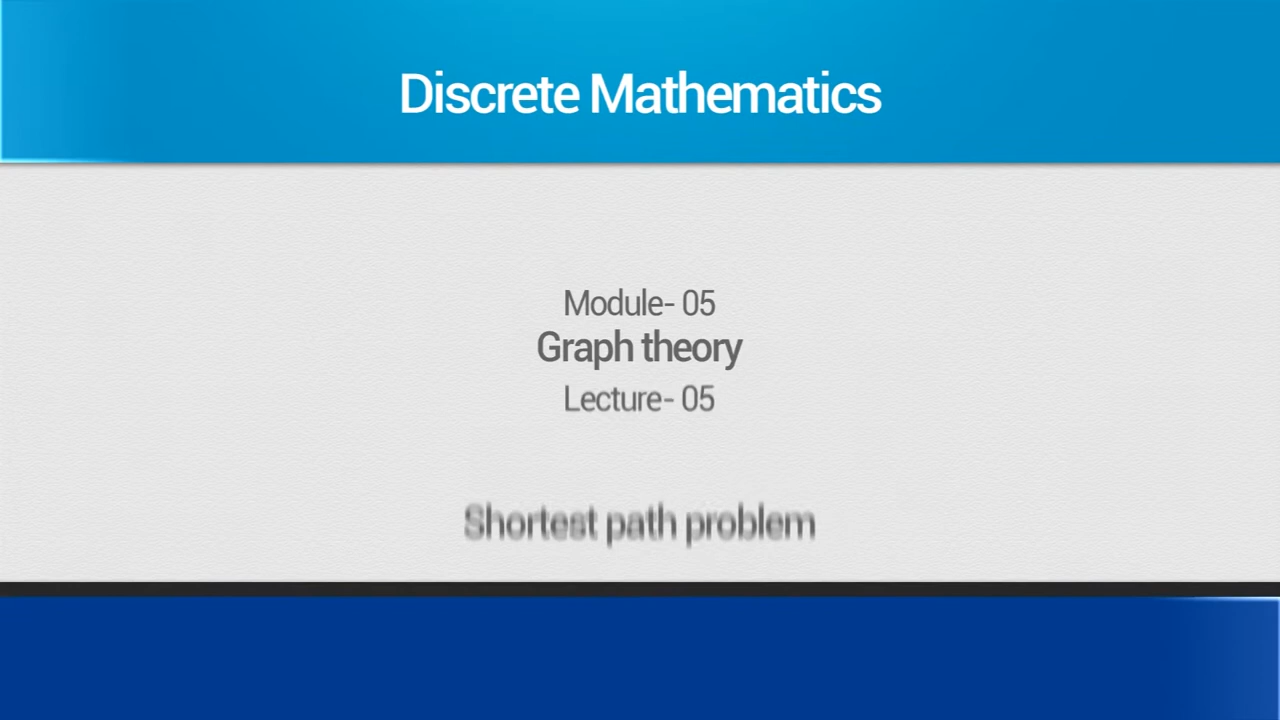 Discrete Mathematics
Module- 05
Graph theory
Lecture- 05
Shortest path problem